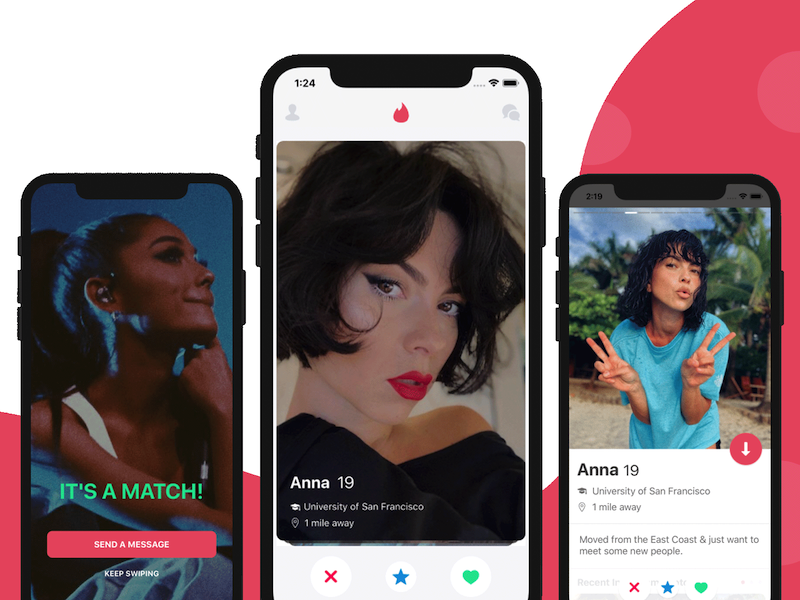 IT'S A MATCH!
SEND A MESSAGE
KEEP SWIPING
1:24
Anna 19
University of San Francisco
1 mile away
2:19
Anna 19
University of San Francisco
1 mile away
Moved from the East Coast & just want to
meet some new people.